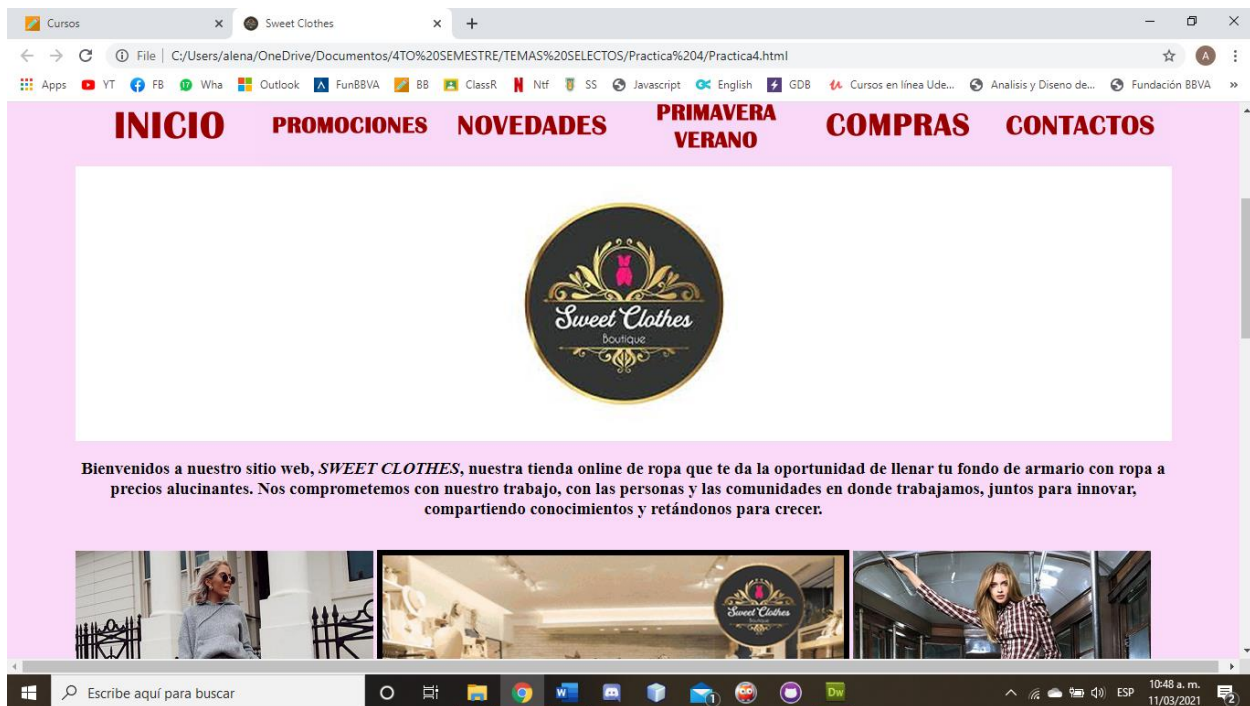 Cursos
Sweet Clothes
File
C:/Users/alena/OneDrive/Documentos/4TO%20SEMESTRE/TEMAS%20SELECTOS/Practica%204/Practica4.html
A
Apps YT FB Wha Outlook FunBBVA BB ClassR Ntf SS Javascript English GDB Cursos en línea Ude... Analisis y Diseno de... Fundación BBVA »
INICIO PROMOCIONES NOVEDADES PRIMAVERA VERANO COMPRAS CONTACTOS
Sweet Clothes
Boutique
Bienvenidos a nuestro sitio web, SWEET CLOTHES, nuestra tienda online de ropa que te da la oportunidad de llenar tu fondo de armario con ropa a
precios alucinantes. Nos comprometemos con nuestro trabajo, con las personas y las comunidades en donde trabajamos, juntos para innovar,
compartiendo conocimientos y retándonos para crecer.
Sweet Clothes
Escribe aquí para buscar
W
1
Dw
ESP
10:48 a. m.
11/03/2021
2